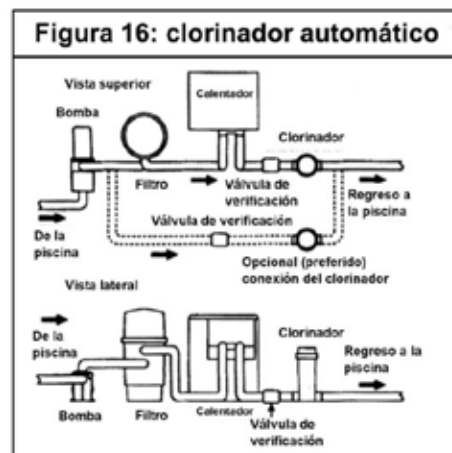 Figura 16: clorinador automático
Vista superior
Calentador
Bomba
Clorinador
Filtro
Válvula de
verificación
Regreso a
la piscina
Válvula de verificación
De la
piscina
Opcional (preferido)
conexión del clorinador
Vista lateral
De la
piscina
Clorinador
Regreso a la
piscina
Bomba
Filtro
Calentador
Válvula de
verificación